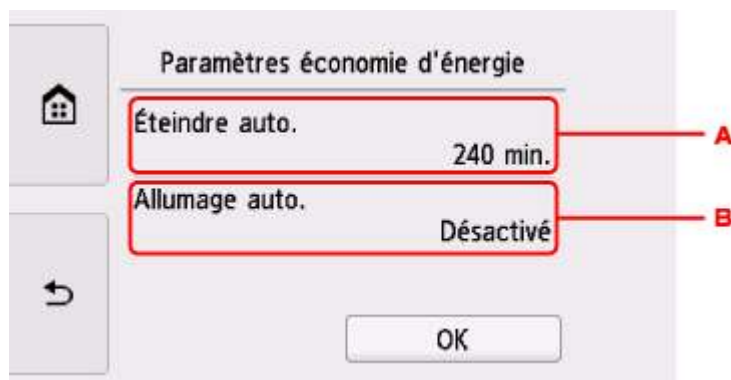 Paramètres économie d'énergie
Éteindre auto.
240 min.
A
Allumage auto.
Désactivé
B
OK